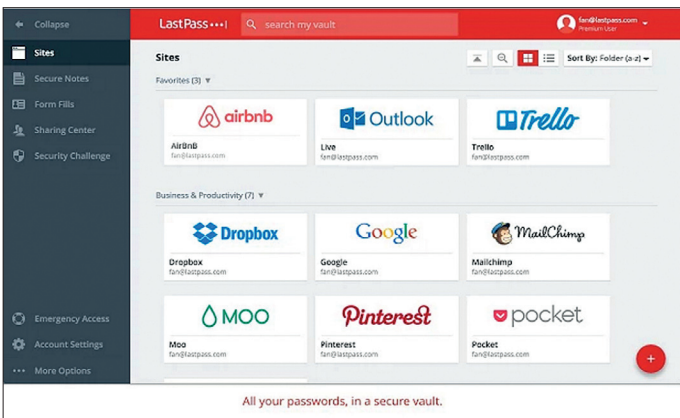 Collapse
LastPass •••|
search my vault
fan@lastpass.com
Premium User
Sites
Secure Notes
Form Fills
Sharing Center
Security Challenge
Emergency Access
Account Settings
More Options
Sites
Sort By: Folder (a-z)
Favorites (3)
airbnb
AirBnB
fan@lastpass.com
Outlook
Live
fan@lastpass.com
Trello
Trello
fan@lastpass.com
Business & Productivity (7)
Dropbox
Dropbox
fan@lastpass.com
Google
Google
fan@lastpass.com
MailChimp
Mailchimp
fan@lastpass.com
MOO
Moo
fan@lastpass.com
Pinterest
Pinterest
fan@lastpass.com
pocket
Pocket
fan@lastpass.com
+
All your passwords, in a secure vault.